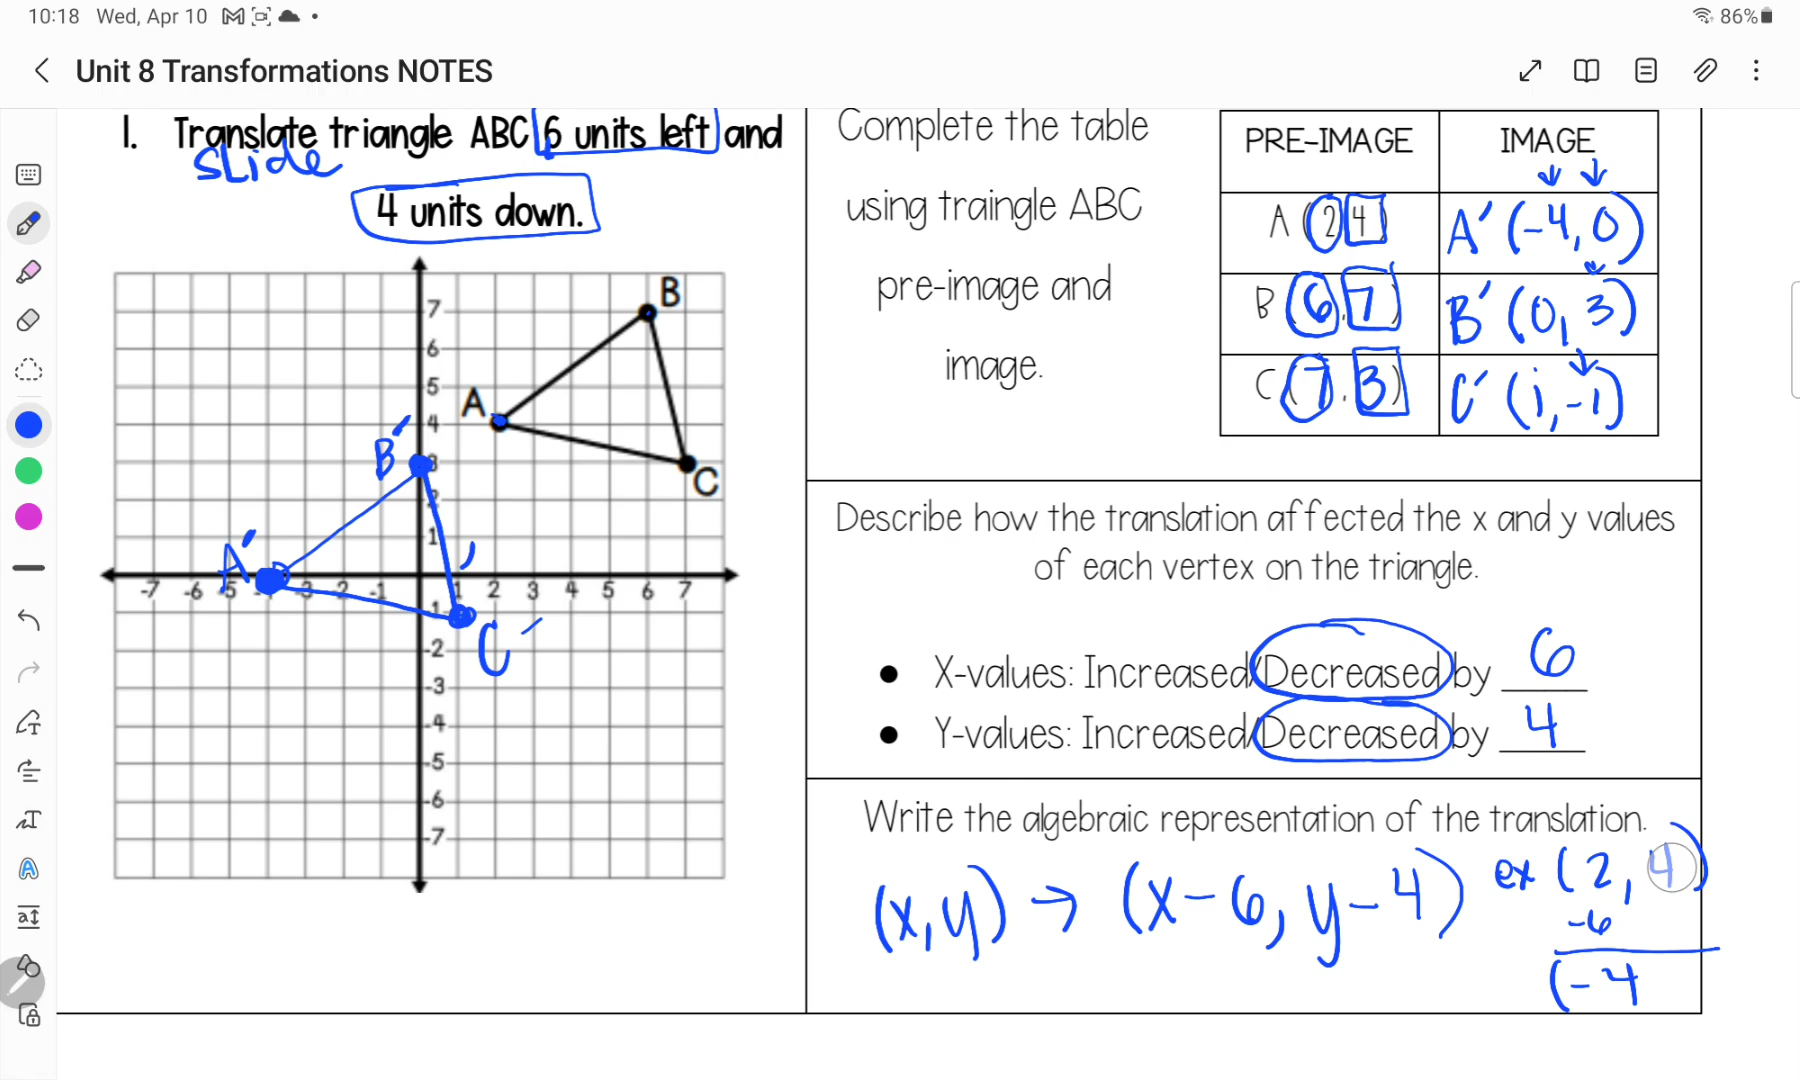 10:18 Wed, Apr 10
86%
Unit 8 Transformations NOTES
1. Translate triangle ABC 6 units left and
slide
4 units down.
B
7
6
5
A
4
B′
3
C
2
A′
1
-7 -6 -5 -3 -2 -1 1 2 3 4 5 6 7
-1
C′
-2
-3
-4
-5
-6
-7
Complete the table
using traingle ABC
pre-image and
image.
PRE-IMAGE IMAGE
A (2 4) A′ (-4, 0)
B (6, 7) B′ (0, 3)
C (7, 3) C′ (1, -1)
Describe how the translation affected the x and y values
of each vertex on the triangle.
• X-values: Increased/Decreased by 6
• Y-values: Increased/Decreased by 4
Write the algebraic representation of the translation.
(x, y) → (x-6, y-4)
ex (2, 4)
-6
(-4